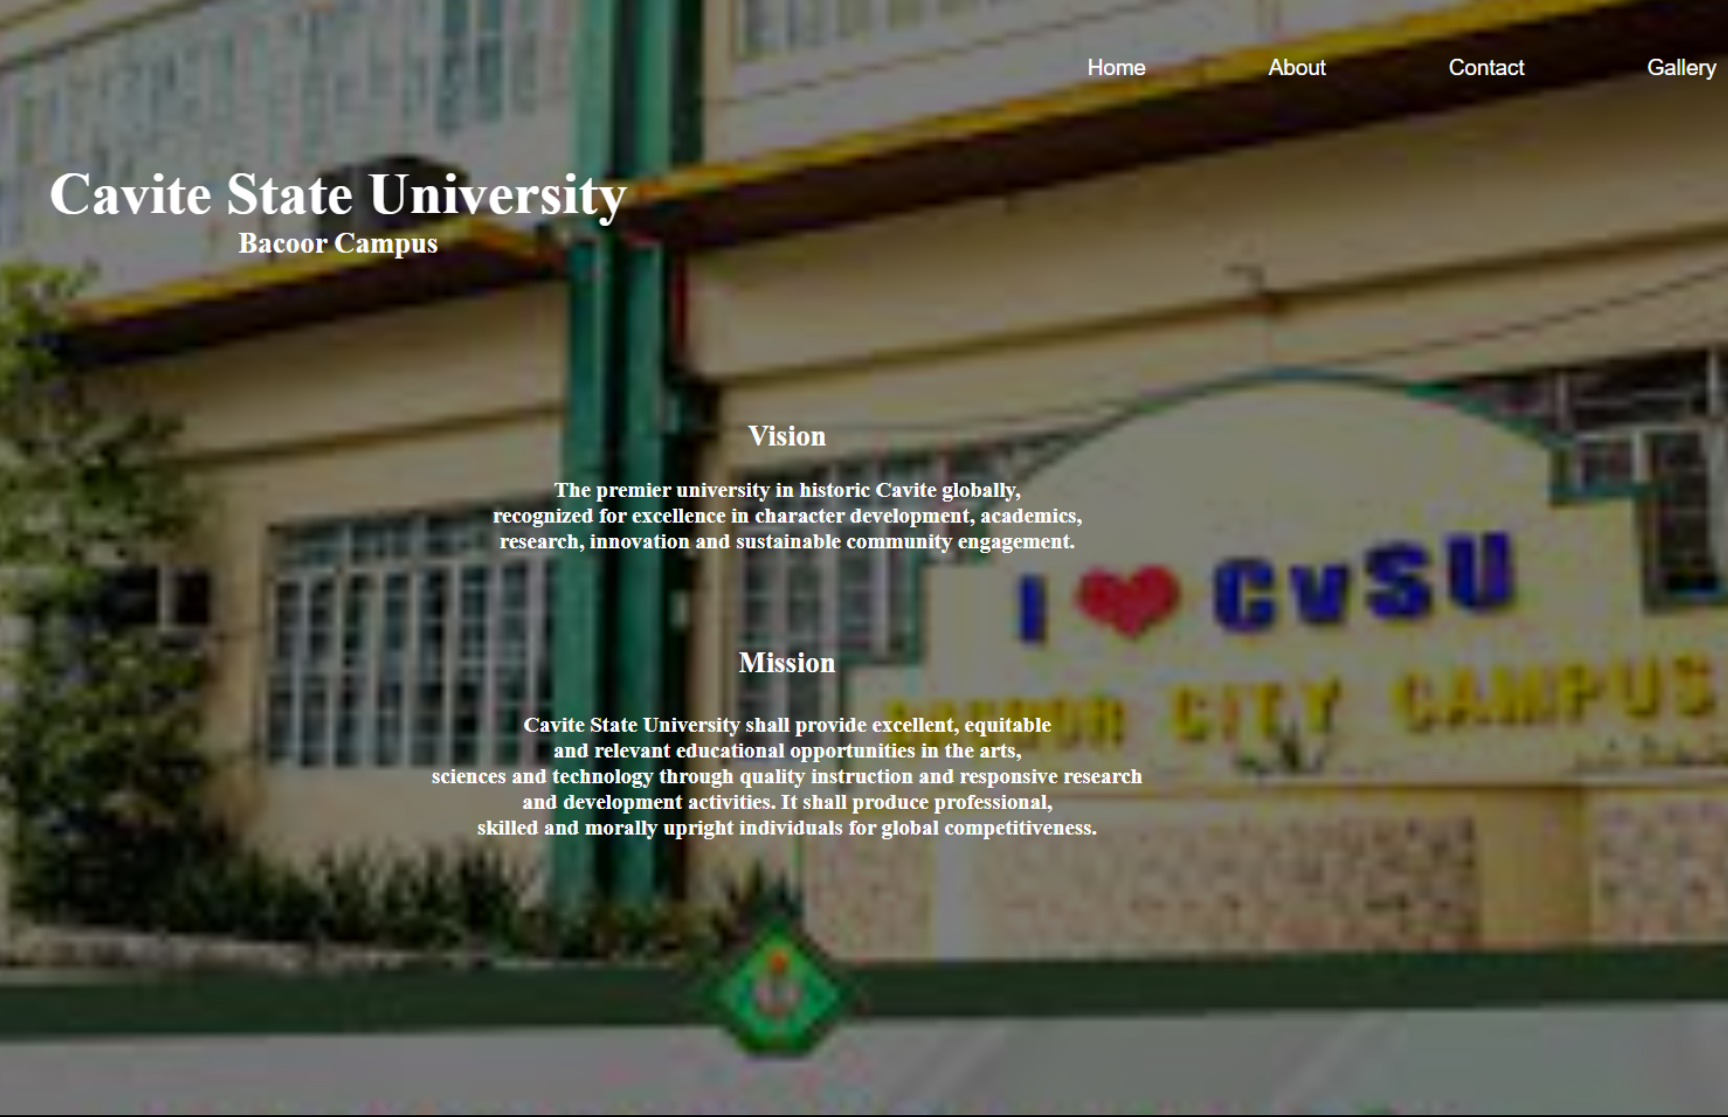 Home About Contact Gallery
Cavite State University
Bacoor Campus
Vision
The premier university in historic Cavite globally,
recognized for excellence in character development, academics,
research, innovation and sustainable community engagement.
I ❤ CvSU
CITY CAMPUS
Mission
Cavite State University shall provide excellent, equitable
and relevant educational opportunities in the arts,
sciences and technology through quality instruction and responsive research
and development activities. It shall produce professional,
skilled and morally upright individuals for global competitiveness.